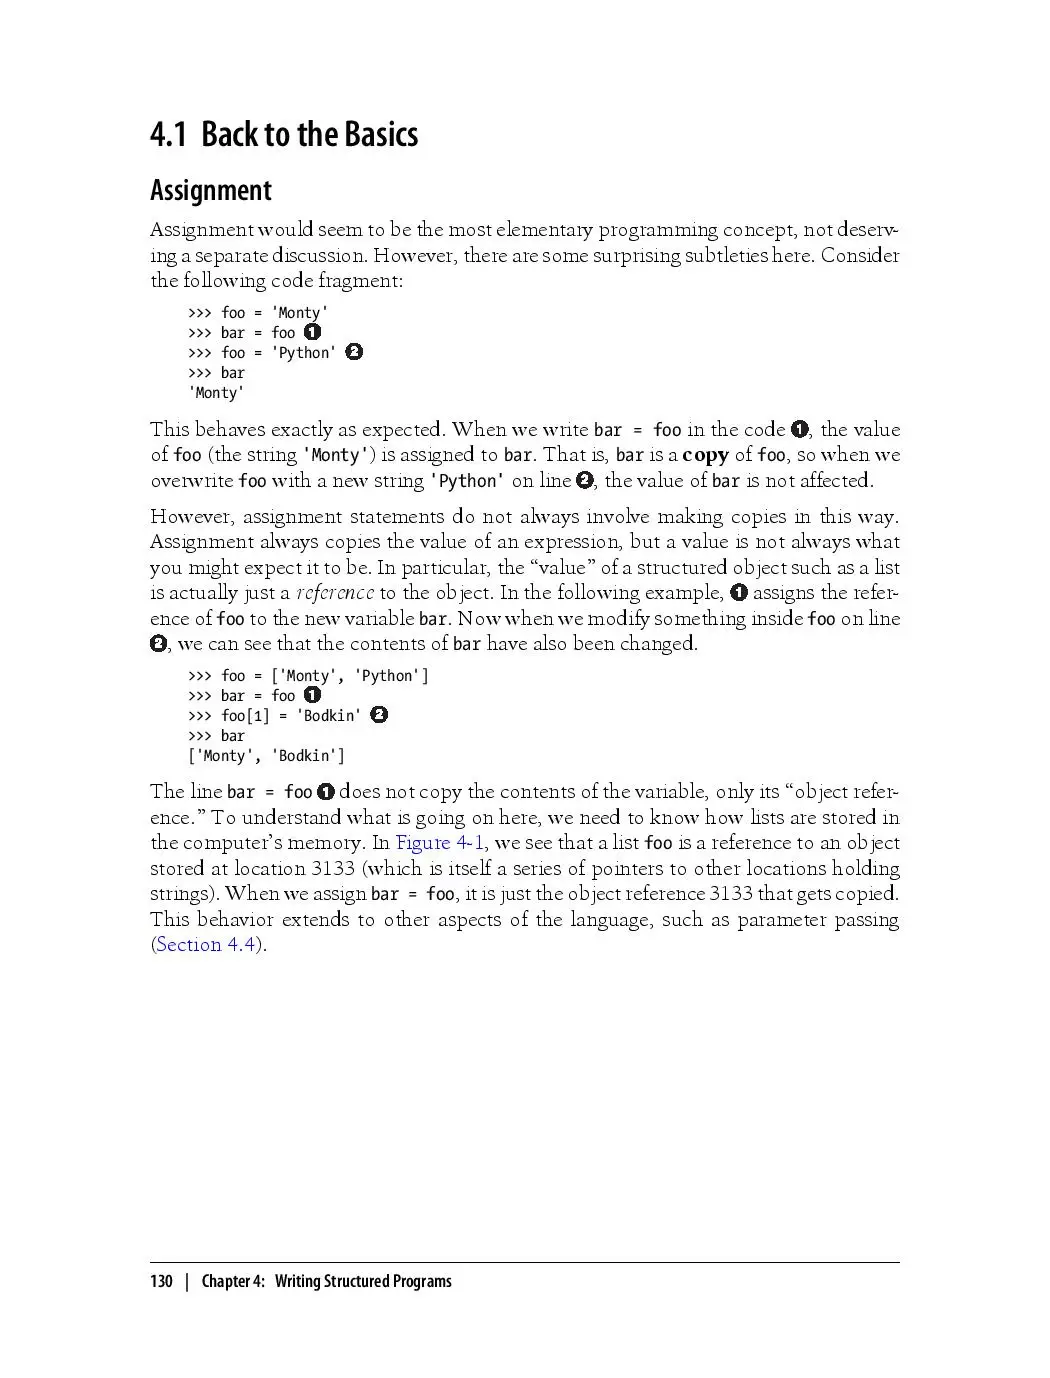 4.1 Back to the Basics
Assignment
Assignment would seem to be the most elementary programming concept, not deserv-
ing a separate discussion. However, there are some surprising subtleties here. Consider
the following code fragment:
>>> foo = 'Monty'
>>> bar = foo ❶
>>> foo = 'Python' ❷
>>> bar
'Monty'
This behaves exactly as expected. When we write bar = foo in the code ❶, the value
of foo (the string 'Monty') is assigned to bar. That is, bar is a copy of foo, so when we
overwrite foo with a new string 'Python' on line ❷, the value of bar is not affected.
However, assignment statements do not always involve making copies in this way.
Assignment always copies the value of an expression, but a value is not always what
you might expect it to be. In particular, the “value” of a structured object such as a list
is actually just a reference to the object. In the following example, ❶ assigns the refer-
ence of foo to the new variable bar. Now when we modify something inside foo on line
❷, we can see that the contents of bar have also been changed.
>>> foo = ['Monty', 'Python']
>>> bar = foo ❶
>>> foo[1] = 'Bodkin' ❷
>>> bar
['Monty', 'Bodkin']
The line bar = foo ❶ does not copy the contents of the variable, only its “object refer-
ence.” To understand what is going on here, we need to know how lists are stored in
the computer’s memory. In Figure 4-1, we see that a list foo is a reference to an object
stored at location 3133 (which is itself a series of pointers to other locations holding
strings). When we assign bar = foo, it is just the object reference 3133 that gets copied.
This behavior extends to other aspects of the language, such as parameter passing
(Section 4.4).
130 | Chapter 4: Writing Structured Programs